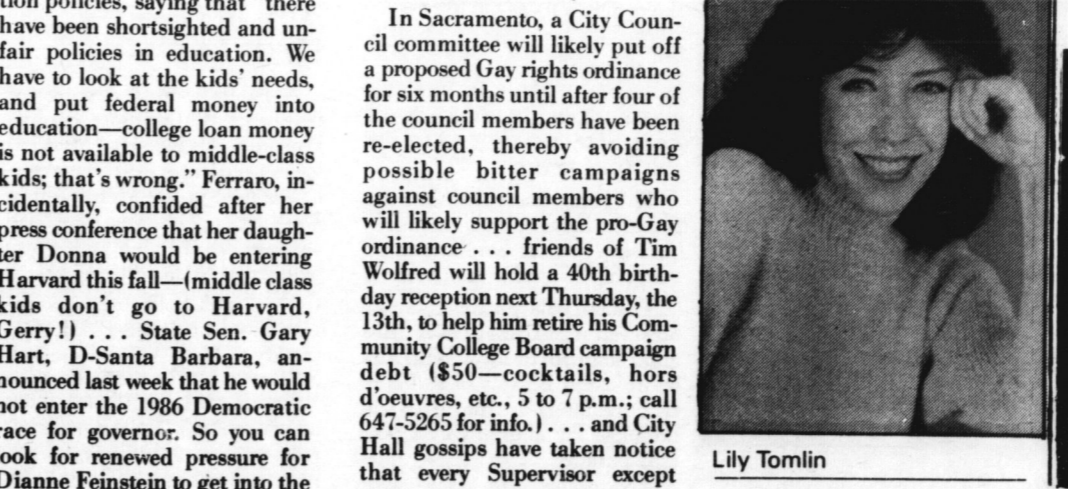 tion policies, saying that "there
have been shortsighted and un-
fair policies in education. We
have to look at the kids' needs,
and put federal money into
education—college loan money
is not available to middle-class
kids; that's wrong." Ferraro, in-
cidentally, confided after her
press conference that her daugh-
ter Donna would be entering
Harvard this fall—(middle class
kids don't go to Harvard,
Gerry!) . . . State Sen. Gary
Hart, D-Santa Barbara, an-
nounced last week that he would
not enter the 1986 Democratic
race for governor. So you can
look for renewed pressure for
Dianne Feinstein to get into the
In Sacramento, a City Coun-
cil committee will likely put off
a proposed Gay rights ordinance
for six months until after four of
the council members have been
re-elected, thereby avoiding
possible bitter campaigns
against council members who
will likely support the pro-Gay
ordinance . . . friends of Tim
Wolfred will hold a 40th birth-
day reception next Thursday, the
13th, to help him retire his Com-
munity College Board campaign
debt ($50—cocktails, hors
d'oeuvres, etc., 5 to 7 p.m.; call
647-5265 for info.) . . . and City
Hall gossips have taken notice
that every Supervisor except
Lily Tomlin